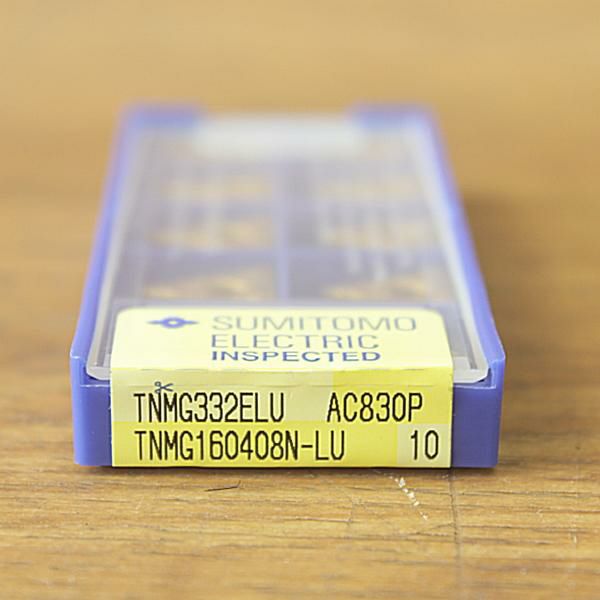 SUMITOMO
ELECTRIC
INSPECTED
TNMG332ELU AC830P
TNMG160408N-LU 10